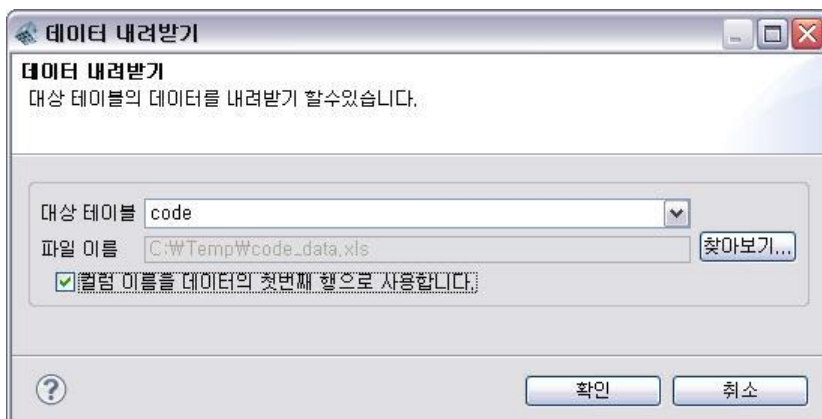 데이터 내려받기
데이터 내려받기
대상 테이블의 데이터를 내려받기 할수있습니다.
대상 테이블 code
파일 이름 C:₩Temp₩code_data.xls 찾아보기...
컬럼 이름을 데이터의 첫번째 행으로 사용합니다.
? 확인 취소